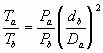 T_a/T_b = P_a/P_b (d_b/D_a)^2